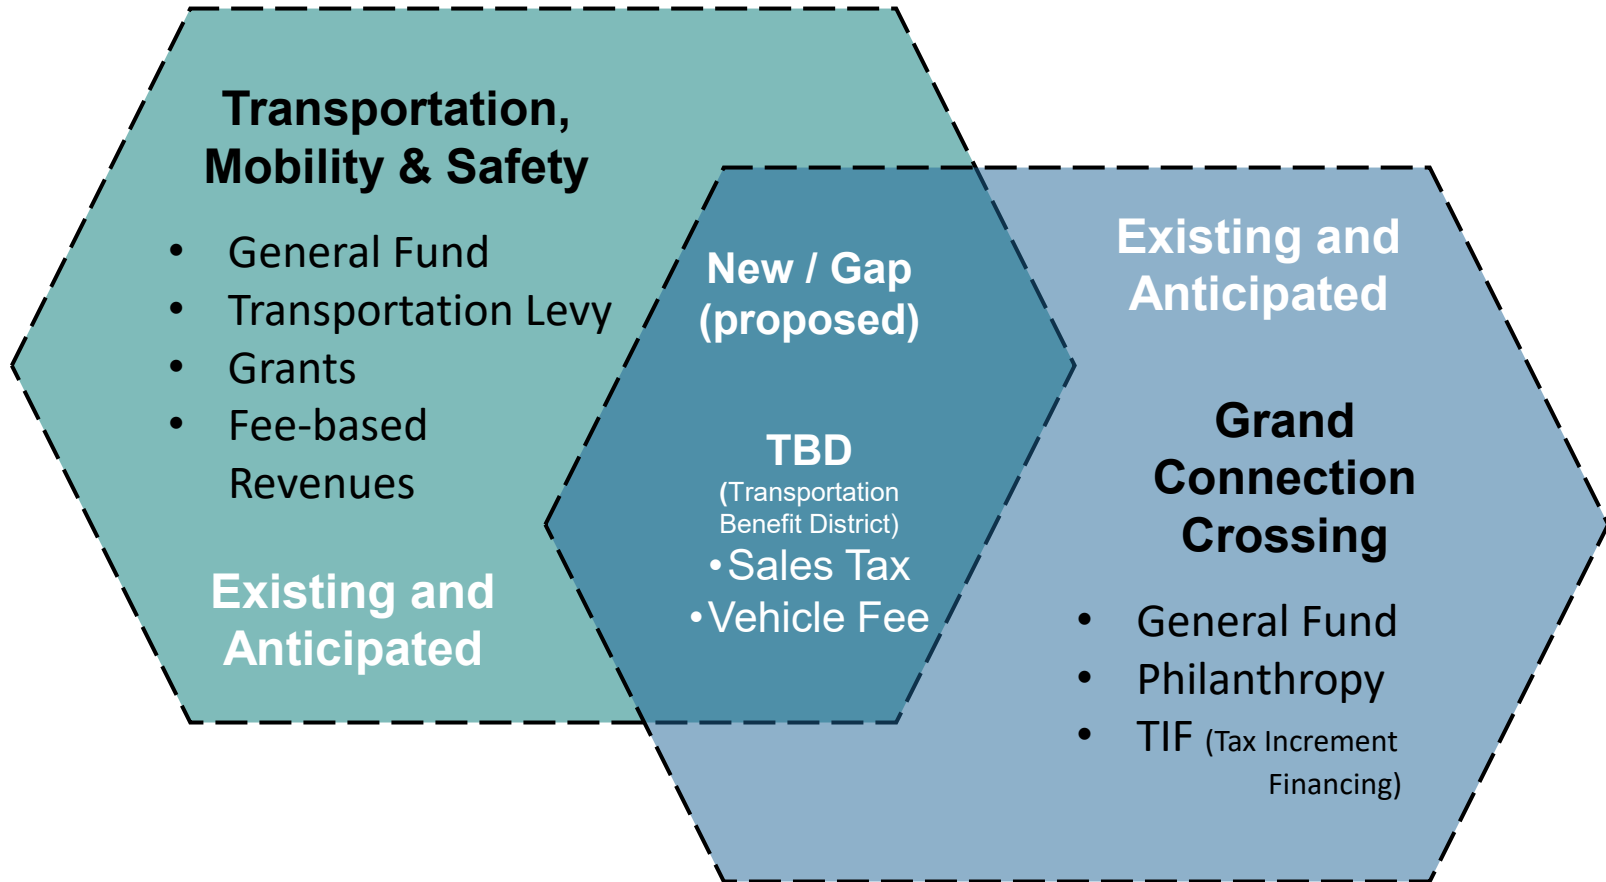 Transportation,
Mobility & Safety
• General Fund
• Transportation Levy
• Grants
• Fee-based
Revenues
Existing and
Anticipated
New / Gap
(proposed)
TBD
(Transportation
Benefit District)
•Sales Tax
•Vehicle Fee
Existing and
Anticipated
Grand
Connection
Crossing
• General Fund
• Philanthropy
• TIF (Tax Increment
Financing)